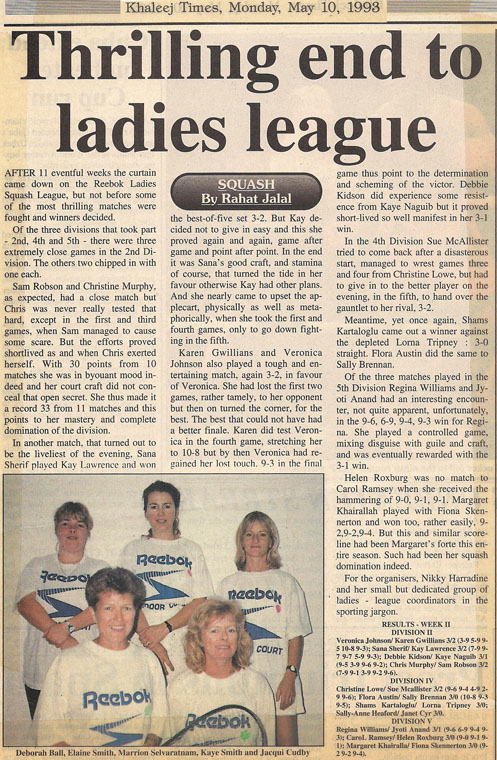 Khaleej Times, Monday, May 10, 1993
Thrilling end to
ladies league
AFTER 11 eventful weeks the curtain
came down on the Reebok Ladies
Squash League, but not before some
of the most thrilling matches were
fought and winners decided.
Of the three divisions that took part
- 2nd, 4th and 5th - there were three
extremely close games in the 2nd Di-
vision. The others two chipped in with
one each.
Sam Robson and Christine Murphy,
as expected, had a close match but
Chris was never really tested that
hard, except in the first and third
games, when Sam managed to cause
some scare. But the efforts proved
shortlived as and when Chris exerted
herself. With 30 points from 10
matches she was in byouant mood in-
deed and her court craft did not con-
ceal that open secret. She thus made it
a record 33 from 11 matches and this
points to her mastery and complete
domination of the division.
In another match, that turned out to
be the liveliest of the evening, Sana
Sherif played Kay Lawrence and won
SQUASH
By Rahat Jalal
the best-of-five set 3-2. But Kay de-
cided not to give in easy and this she
proved again and again, game after
game and point after point. In the end
it was Sana's good craft, and stamina
of course, that turned the tide in her
favour otherwise Kay had other plans.
And she nearly came to upset the ap-
plecart, physically as well as meta-
phorically, when she took the first and
fourth games, only to go down fight-
ing in the fifth.
Karen Gwillians and Veronica
Johnson also played a tough and en-
tertaining match, again 3-2, in favour
of Veronica. She had lost the first two
games, rather tamely, to her opponent
but then on turned the corner, for the
best. The best that could not have had
a better finale. Karen did test Veron-
ica in the fourth game, stretching her
to 10-8 but by then Veronica had re-
gained her lost touch. 9-3 in the final
game thus point to the determination
and scheming of the victor. Debbie
Kidson did experience some resist-
ence from Kaye Naguib but it proved
short-lived so well manifest in her 3-1
win.
In the 4th Division Sue McAllister
tried to come back after a disastrous
start, managed to wrest games three
and four from Christine Lowe, but had
to give in to the better player on the
evening, in the fifth, to hand over the
gauntlet to her rival, 3-2.
Meantime, yet once again, Shams
Kartaloglu came out a winner against
the depleted Lorna Tripney : 3-0
straight. Flora Austin did the same to
Sally Brennan.
Of the three matches played in the
5th Division Regina Williams and Jy-
oti Anand had an interesting encoun-
ter, not quite apparent, unfortunately,
in the 9-6, 6-9, 9-4, 9-3 win for Regi-
na. She played a controlled game,
mixing disguise with guile and craft,
and was eventually rewarded with the
3-1 win.
Helen Roxburg was no match to
Carol Ramsey when she received the
hammering of 9-0, 9-1, 9-1. Margaret
Khairallah played with Fiona Sken-
nerton and won too, rather easily, 9-
2,9-2,9-4. But this and similar score-
line had been Margaret's forte this en-
tire season. Such had been her squash
domination indeed.
For the organisers, Nikky Harradine
and her small but dedicated group of
ladies - league coordinators in the
sporting jargon.
RESULTS - WEEK II
DIVISION II
Veronica Johnson/ Karen Gwillians 3/2 (3-9 5-9 9-
5 10-8 9-3); Sana Sherif/ Kay Lawrence 3/2 (7-9 9-
7 9-7 5-9 9-3); Debbie Kidson/ Kaye Naguib 3/1
(9-5 3-9 9-6 9-2); Chris Murphy/ Sam Robson 3/2
(7-9 9-1 3-9 9-2 9-6).
DIVISION IV
Christine Lowe/ Sue Mcallister 3/2 (9-6 9-4 4-9 2-
9 9-6); Flora Austin/ Sally Brennan 3/0 (10-8 9-3
9-5); Shams Kartaloglu/ Lorna Tripney 3/0;
Sally-Anne Heaford/ Janet Cyr 3/0.
DIVISION V
Regina Williams/ Jyoti Anand 3/1 (9-6 6-9 9-4 9-
3); Carol. Ramsey/ Helen Roxburg 3/0 (9-0 9-1 9-
1); Margaret Khairalla/ Fiona Skennerton 3/0 (9-
2 9-2 9-4).
Reebok
Reebok
Reebok
INDOOR
COURT
Reebok
Reebok
Deborah Ball, Elaine Smith, Marrion Selvaratnam, Kaye Smith and Jacqui Cudby